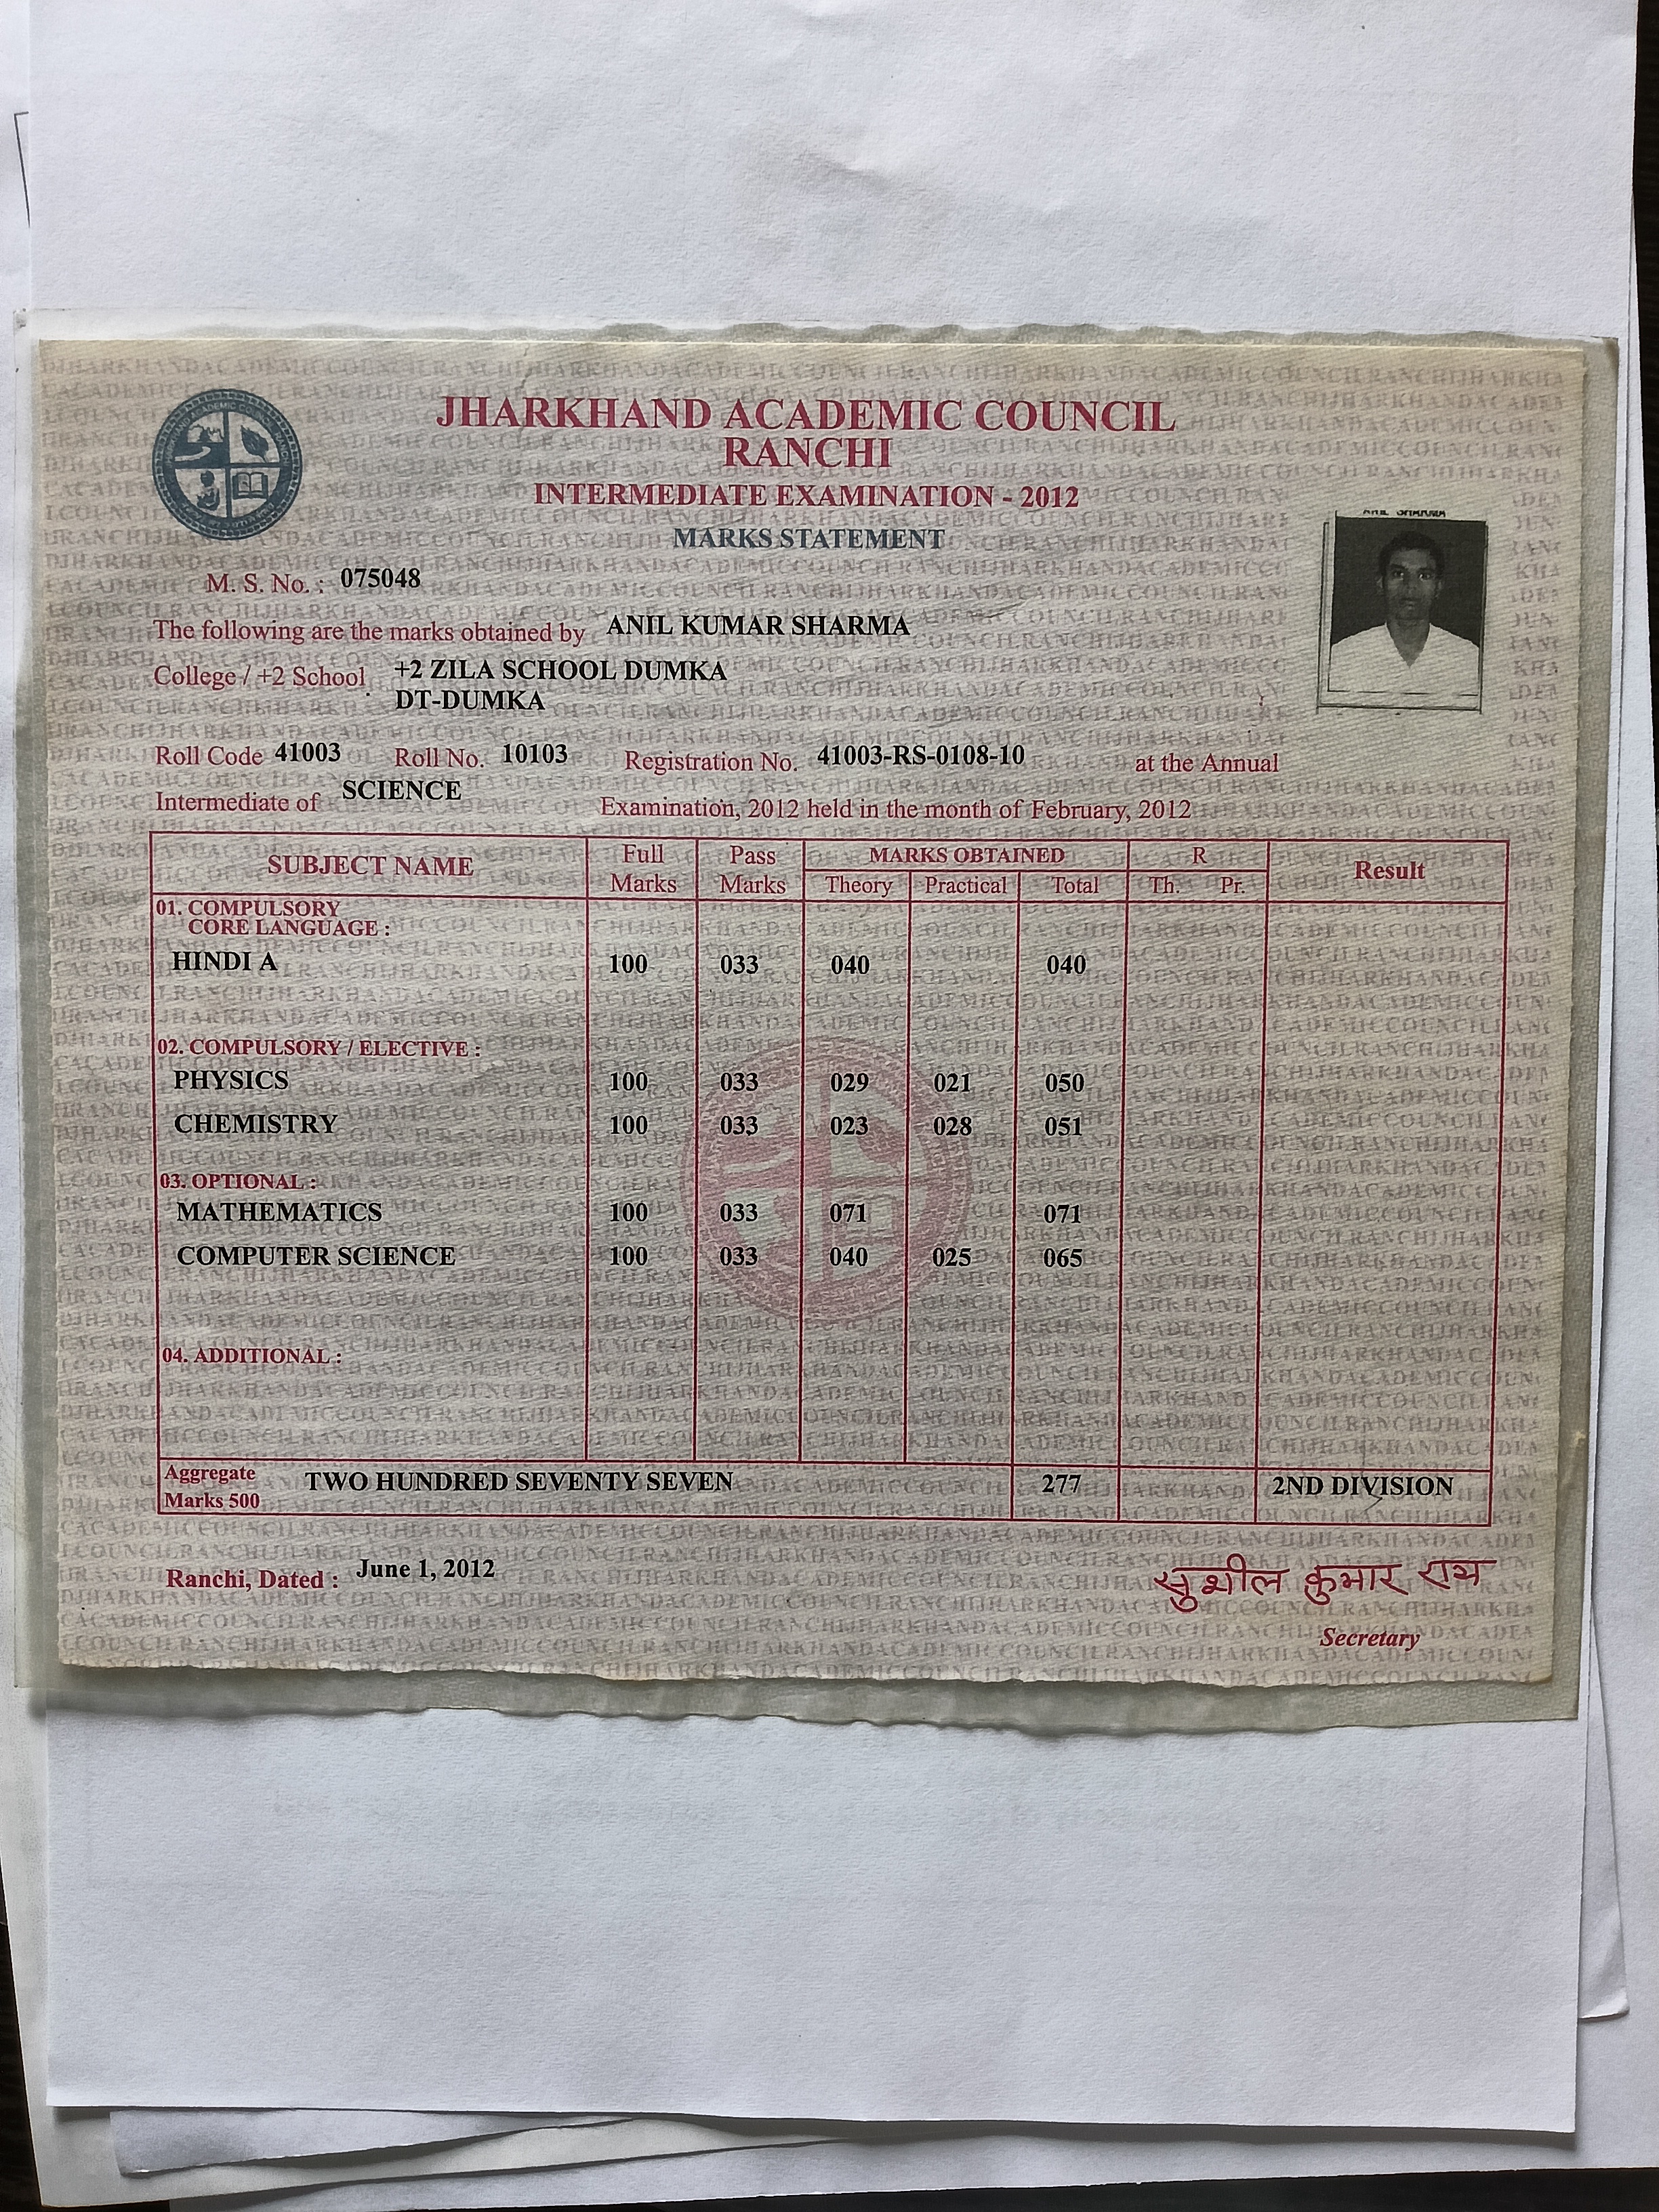 JHARKHAND ACADEMIC COUNCIL
RANCHI
INTERMEDIATE EXAMINATION - 2012
MARKS STATEMENT
ANIL SHARMA
M. S. No. : 075048
The following are the marks obtained by ANIL KUMAR SHARMA
College / +2 School +2 ZILA SCHOOL DUMKA
DT-DUMKA
Roll Code 41003 Roll No. 10103 Registration No. 41003-RS-0108-10 at the Annual
Intermediate of SCIENCE Examination, 2012 held in the month of February, 2012
SUBJECT NAME Full Marks Pass Marks MARKS OBTAINED R Result
Theory Practical Total Th. Pr.
01. COMPULSORY
CORE LANGUAGE :
HINDI A 100 033 040 040
02. COMPULSORY / ELECTIVE :
PHYSICS 100 033 029 021 050
CHEMISTRY 100 033 023 028 051
03. OPTIONAL :
MATHEMATICS 100 033 071 071
COMPUTER SCIENCE 100 033 040 025 065
04. ADDITIONAL :
Aggregate Marks 500 TWO HUNDRED SEVENTY SEVEN 277 2ND DIVISION
Ranchi, Dated : June 1, 2012
सुशील कुमार राय
Secretary